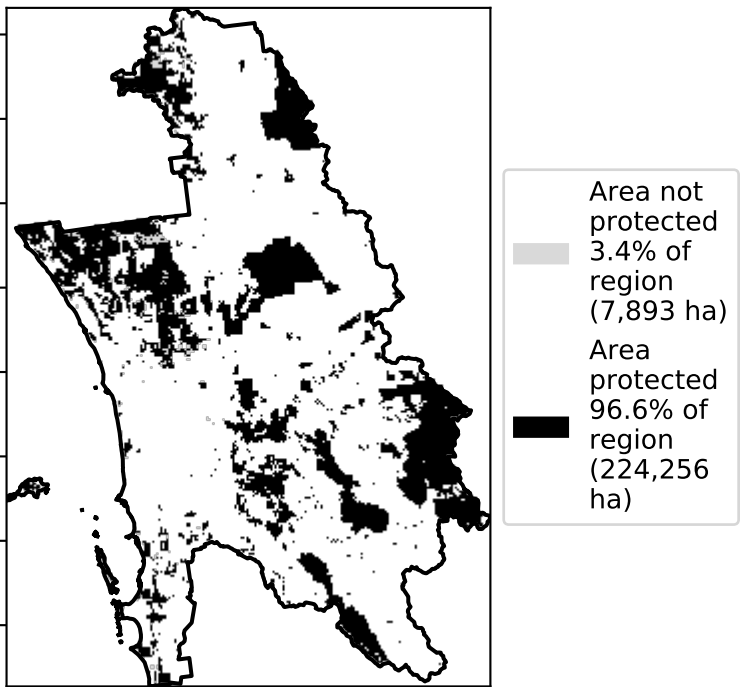 Area not
protected
3.4% of
region
(7,893 ha)
Area
protected
96.6% of
region
(224,256
ha)